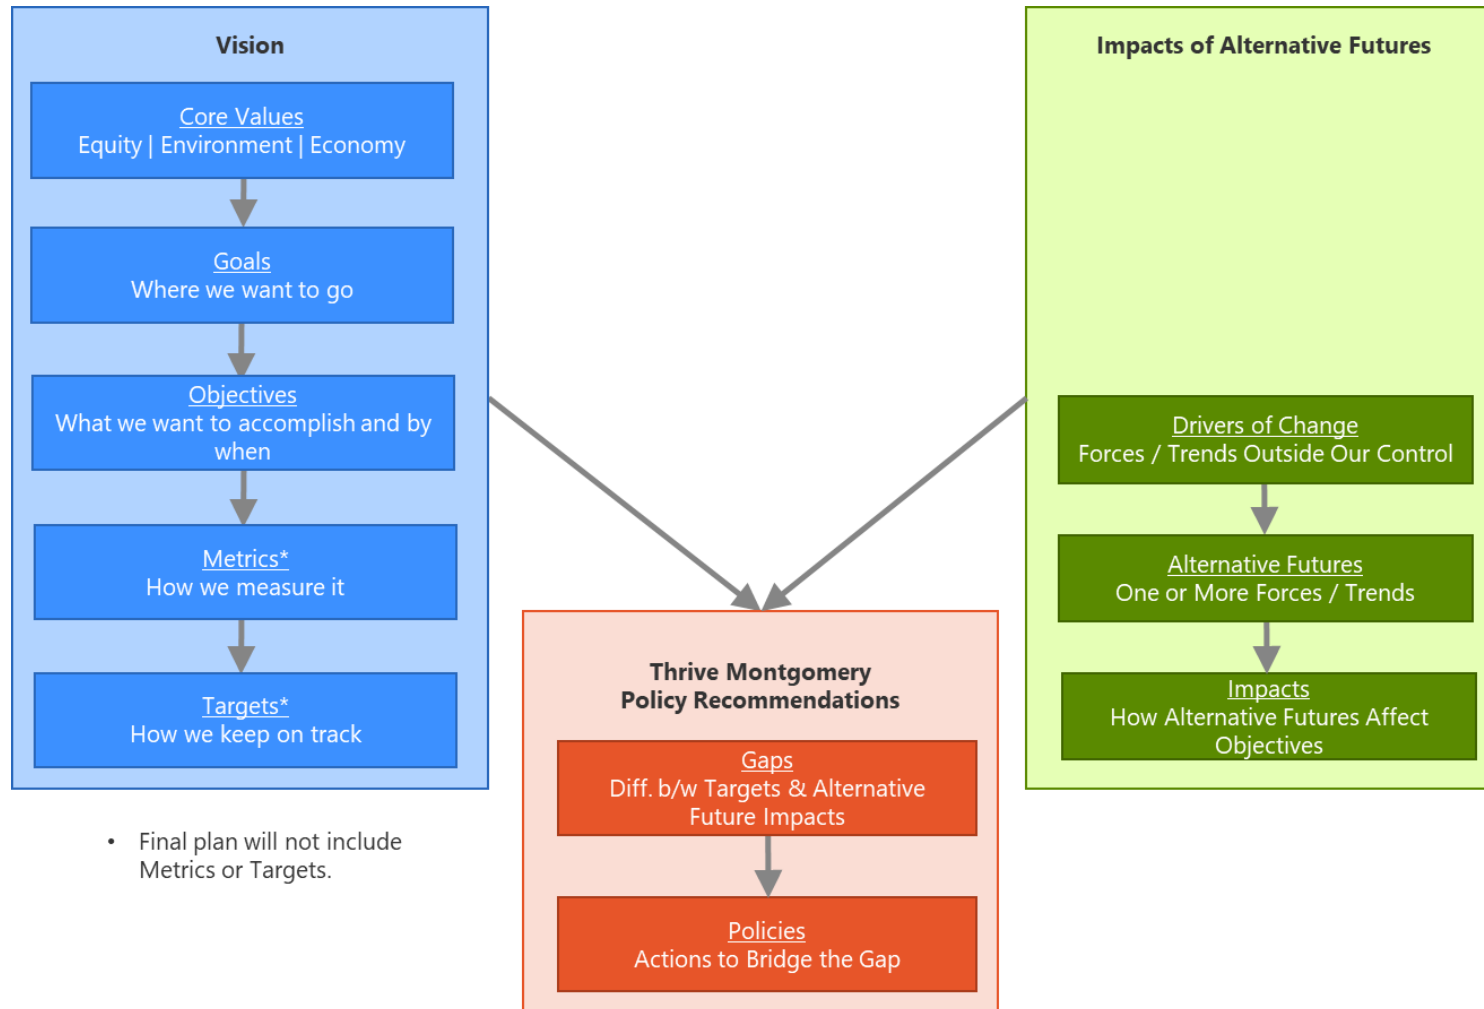 Vision
Core Values
Equity | Environment | Economy
Goals
Where we want to go
Objectives
What we want to accomplish and by
when
Metrics*
How we measure it
Targets*
How we keep on track
• Final plan will not include
Metrics or Targets.
Impacts of Alternative Futures
Drivers of Change
Forces / Trends Outside Our Control
Alternative Futures
One or More Forces / Trends
Impacts
How Alternative Futures Affect
Objectives
Thrive Montgomery
Policy Recommendations
Gaps
Diff. b/w Targets & Alternative
Future Impacts
Policies
Actions to Bridge the Gap